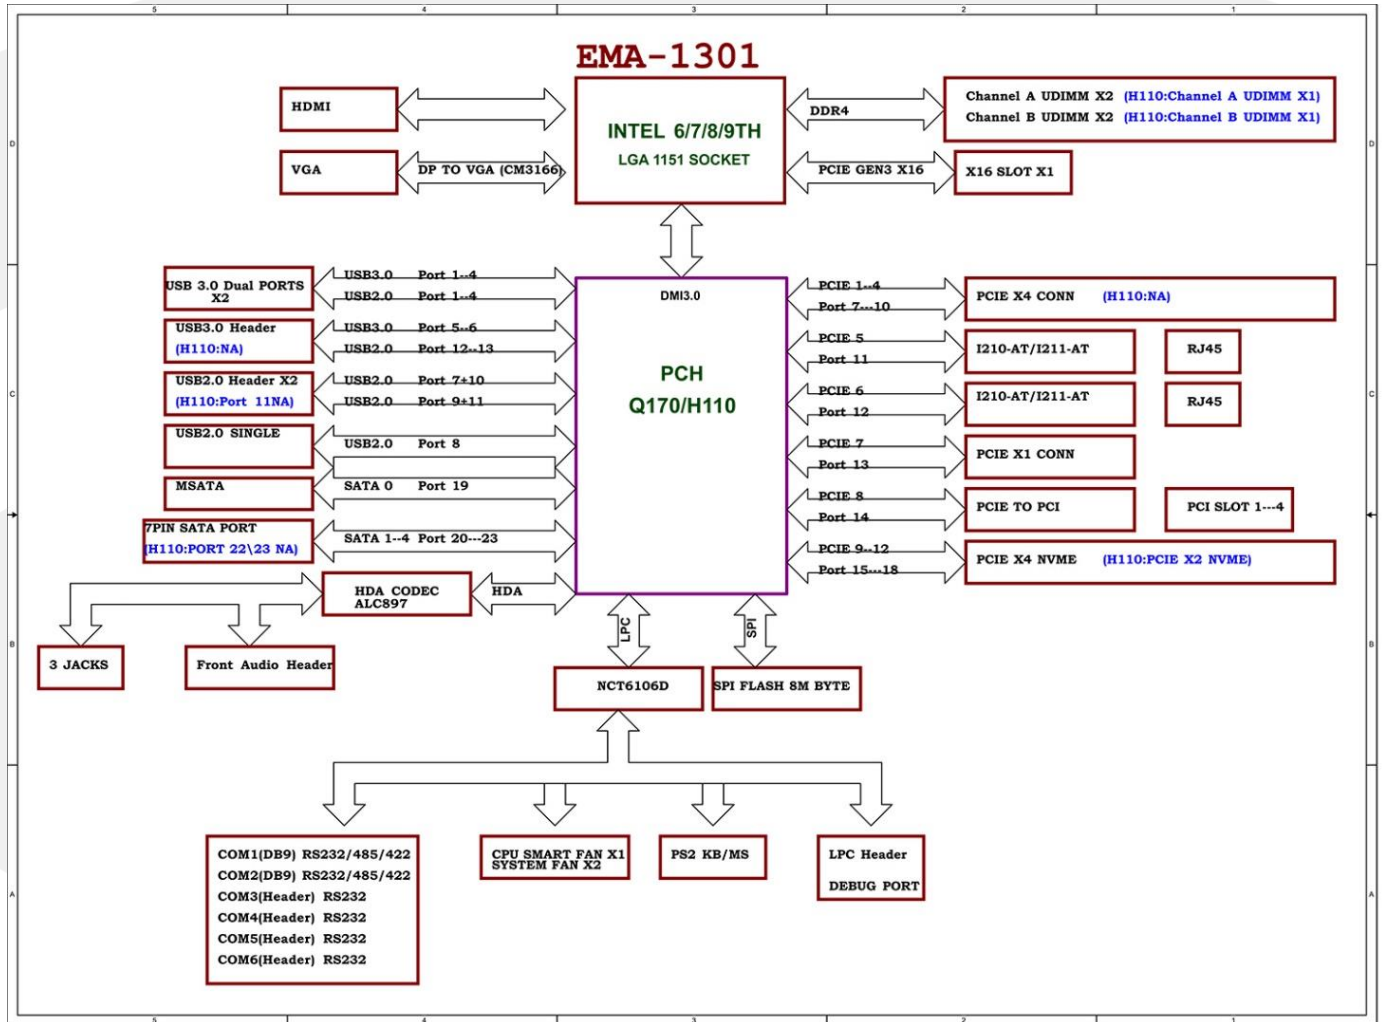 5 4 3 2 1
EMA-1301
HDMI
INTEL 6/7/8/9TH
LGA 1151 SOCKET
DDR4
Channel A UDIMM X2 (H110:Channel A UDIMM X1)
Channel B UDIMM X2 (H110:Channel B UDIMM X1)
D
D
VGA
DP TO VGA (CM3166)
PCIE GEN3 X16
X16 SLOT X1
USB 3.0 Dual PORTS
X2
USB3.0 Port 1--4
USB2.0 Port 1--4
DMI3.0
PCIE 1--4
Port 7---10
PCIE X4 CONN (H110:NA)
USB3.0 Header
(H110:NA)
USB3.0 Port 5--6
USB2.0 Port 12--13
PCIE 5
Port 11
I210-AT/I211-AT
RJ45
C
C
USB2.0 Header X2
(H110:Port 11NA)
USB2.0 Port 7+10
USB2.0 Port 9+11
PCH
Q170/H110
PCIE 6
Port 12
I210-AT/I211-AT
RJ45
USB2.0 SINGLE
USB2.0 Port 8
PCIE 7
Port 13
PCIE X1 CONN
MSATA
SATA 0 Port 19
PCIE 8
Port 14
PCIE TO PCI
PCI SLOT 1---4
7PIN SATA PORT
(H110:PORT 22\23 NA)
SATA 1--4 Port 20---23
PCIE 9--12
Port 15---18
PCIE X4 NVME (H110:PCIE X2 NVME)
HDA CODEC
ALC897
HDA
LPC
SPI
B
B
3 JACKS
Front Audio Header
NCT6106D
SPI FLASH 8M BYTE
COM1(DB9) RS232/485/422
COM2(DB9) RS232/485/422
COM3(Header) RS232
COM4(Header) RS232
COM5(Header) RS232
COM6(Header) RS232
CPU SMART FAN X1
SYSTEM FAN X2
PS2 KB/MS
LPC Header
DEBUG PORT
A
A
5 4 3 2 1